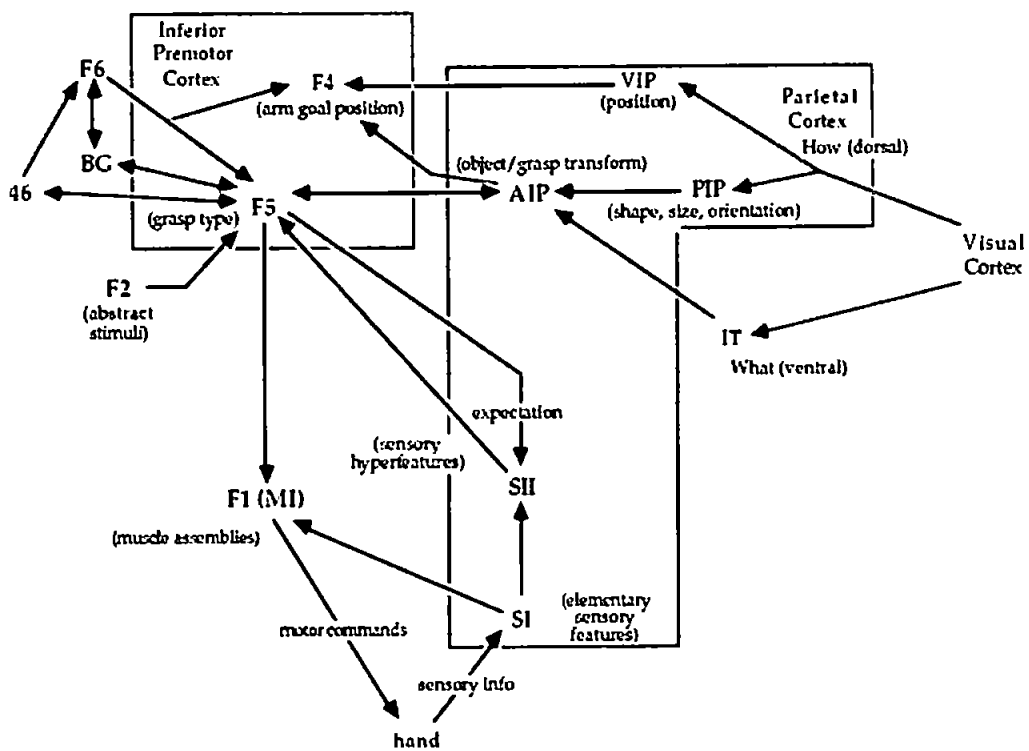 Inferior
Premotor
Cortex
F6
F4
(arm goal position)
VIP
(position)
Parietal
Cortex
How (dorsal)
BG
46
(object/grasp transform)
AIP
PIP
(shape, size, orientation)
(grasp type)
F5
Visual
Cortex
F2
(abstract
stimuli)
IT
What (ventral)
expectation
(sensory
hyperfeatures)
SII
F1 (MI)
(muscle assemblies)
SI
(elementary
sensory
features)
motor commands
sensory info
hand